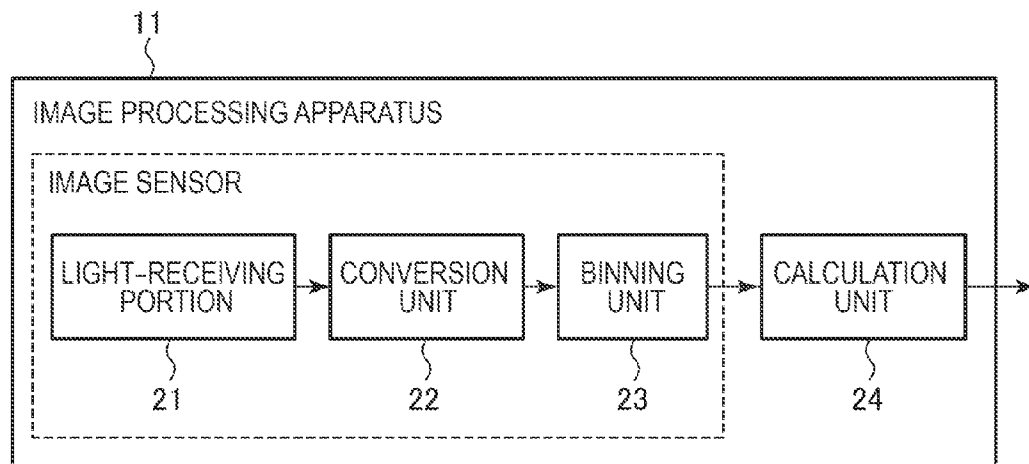 11
IMAGE PROCESSING APPARATUS
IMAGE SENSOR
LIGHT-RECEIVING
PORTION
CONVERSION
UNIT
BINNING
UNIT
CALCULATION
UNIT
21
22
23
24